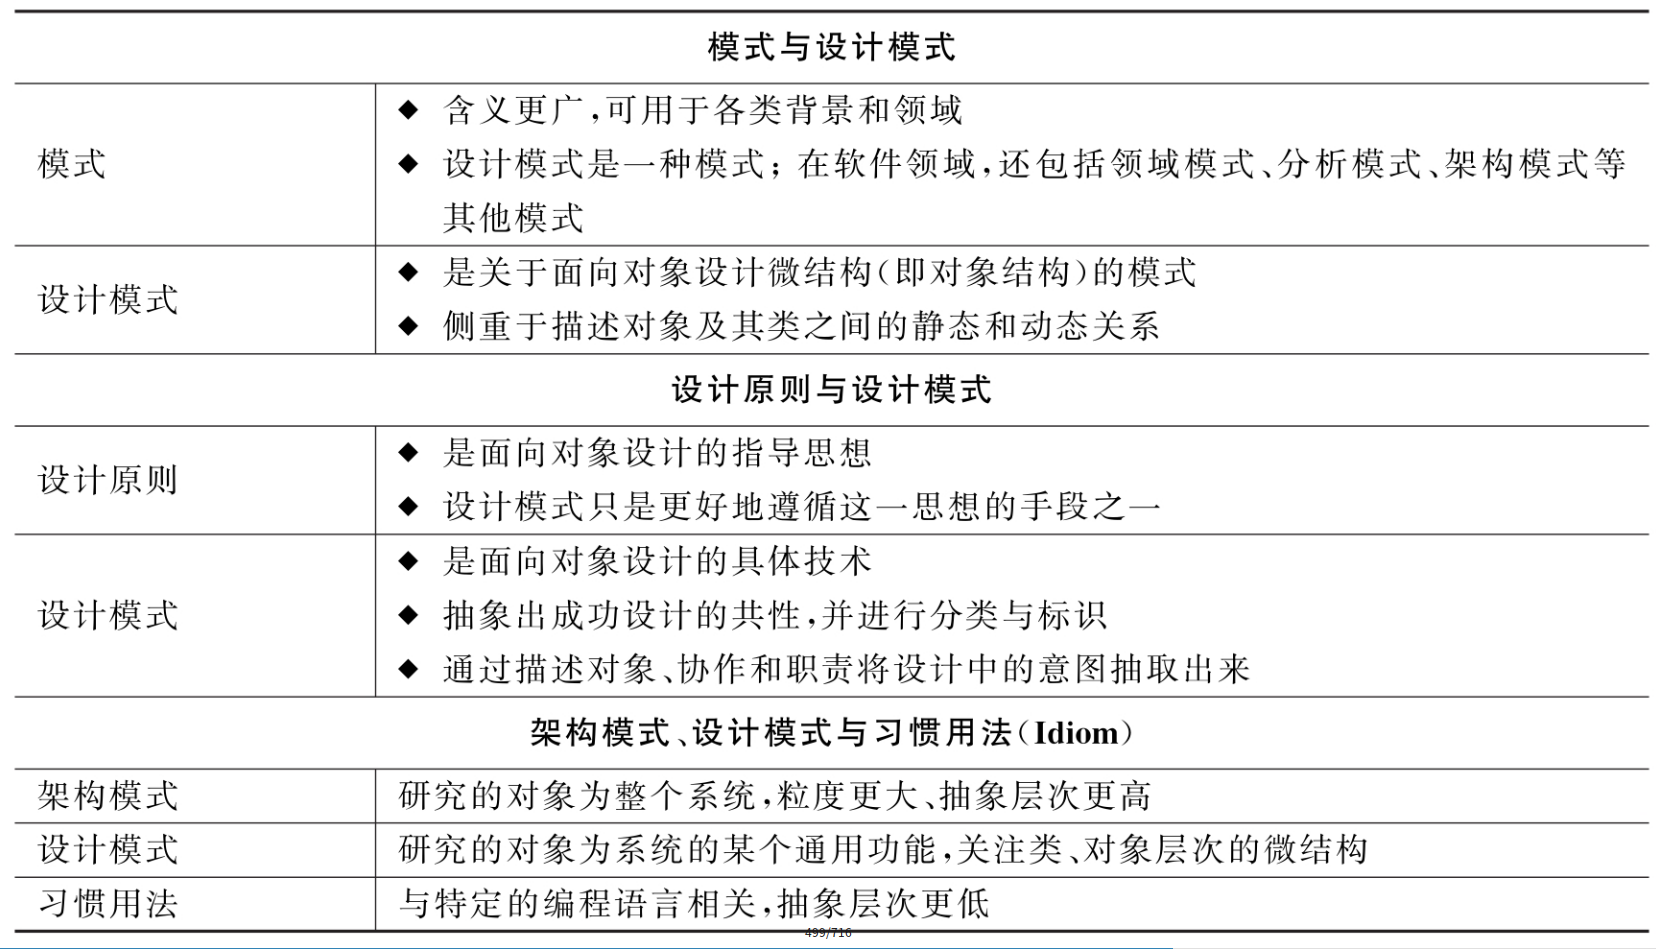 模式与设计模式
模式
◆ 含义更广,可用于各类背景和领域
◆ 设计模式是一种模式；在软件领域,还包括领域模式、分析模式、架构模式等
其他模式
设计模式
◆ 是关于面向对象设计微结构(即对象结构)的模式
◆ 侧重于描述对象及其类之间的静态和动态关系
设计原则与设计模式
设计原则
◆ 是面向对象设计的指导思想
◆ 设计模式只是更好地遵循这一思想的手段之一
设计模式
◆ 是面向对象设计的具体技术
◆ 抽象出成功设计的共性,并进行分类与标识
◆ 通过描述对象、协作和职责将设计中的意图抽取出来
架构模式、设计模式与习惯用法(Idiom)
架构模式 研究的对象为整个系统,粒度更大、抽象层次更高
设计模式 研究的对象为系统的某个通用功能,关注类、对象层次的微结构
习惯用法 与特定的编程语言相关,抽象层次更低
499/716